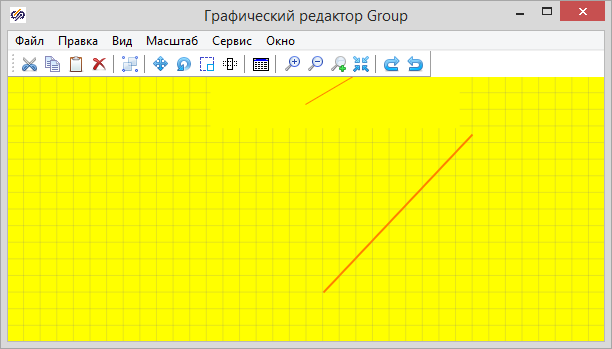 Графический редактор Group
Файл Правка Вид Масштаб Сервис Окно